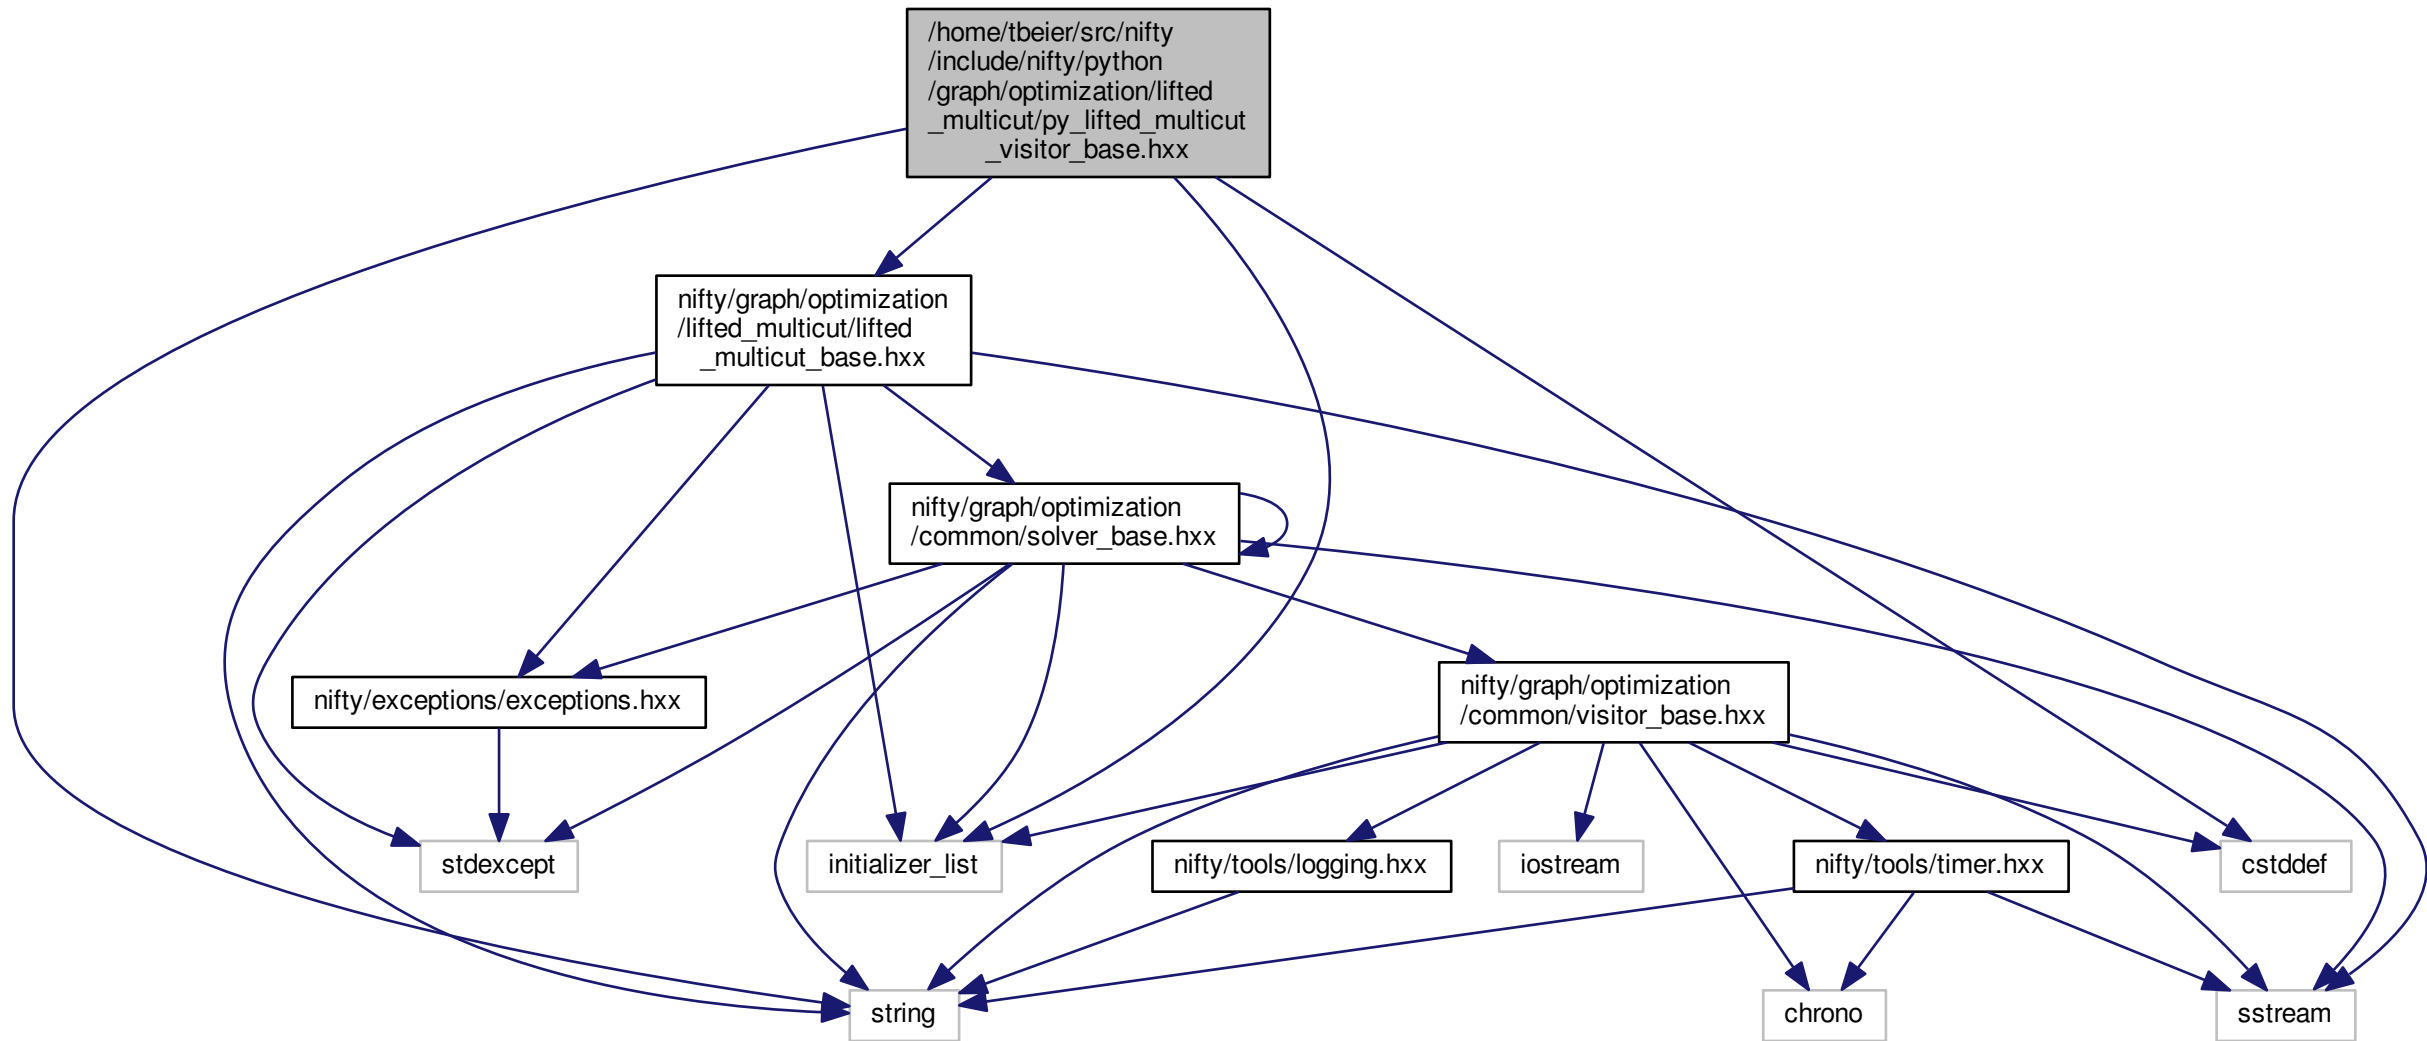 /home/tbeier/src/nifty
/include/nifty/python
/graph/optimization/lifted
_multicut/py_lifted_multicut
_visitor_base.hxx
nifty/graph/optimization
/lifted_multicut/lifted
_multicut_base.hxx
nifty/graph/optimization
/common/solver_base.hxx
nifty/exceptions/exceptions.hxx
nifty/graph/optimization
/common/visitor_base.hxx
stdexcept
initializer_list
nifty/tools/logging.hxx
iostream
nifty/tools/timer.hxx
cstddef
string
chrono
sstream